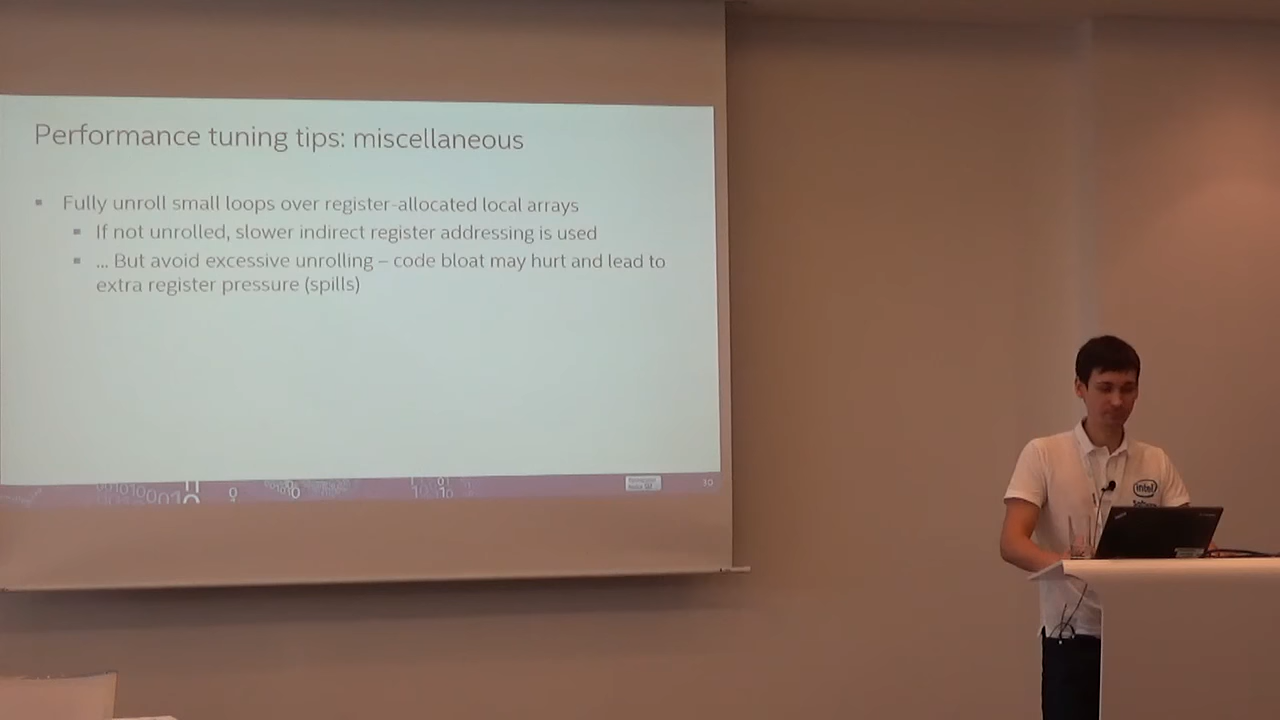 Performance tuning tips: miscellaneous
▪ Fully unroll small loops over register-allocated local arrays
▪ If not unrolled, slower indirect register addressing is used
▪ ... But avoid excessive unrolling – code bloat may hurt and lead to
extra register pressure (spills)
30
intel